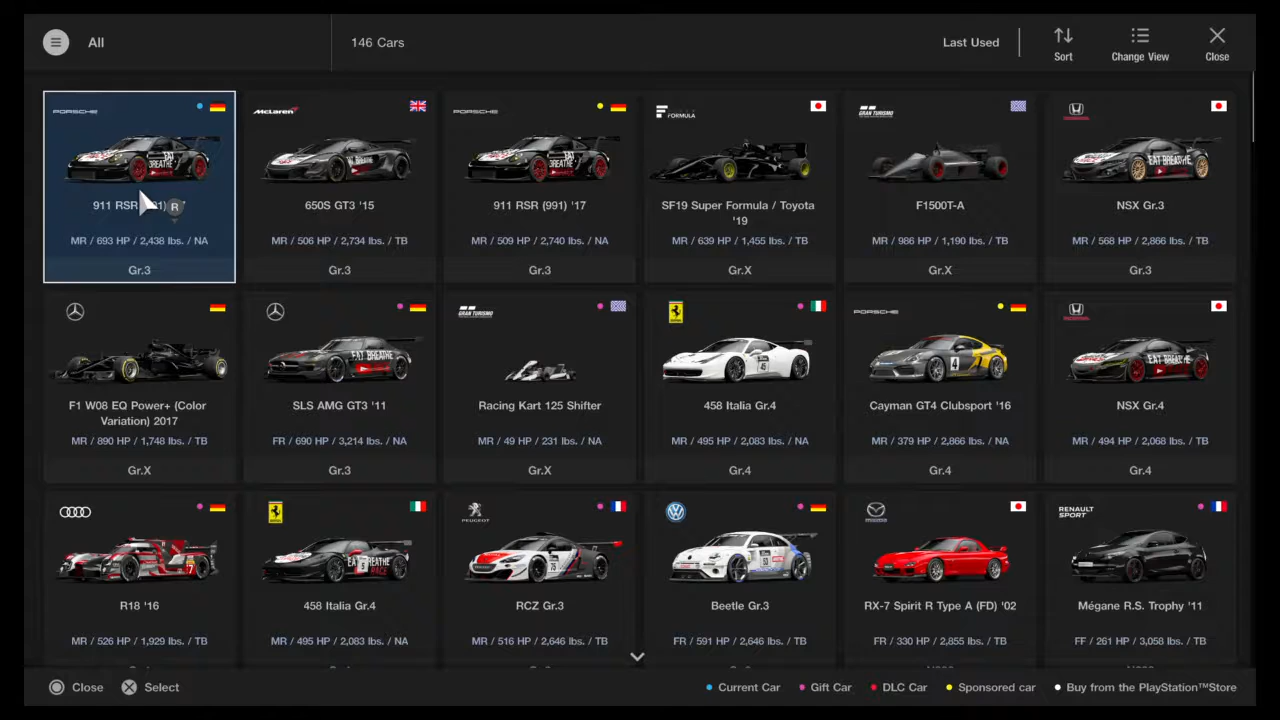 All
146 Cars
Last Used
Sort
Change View
Close
PORSCHE
911 RSR
MR / 693 HP / 2,438 lbs. / NA
Gr.3
McLaren
650S GT3 '15
MR / 506 HP / 2,734 lbs. / TB
Gr.3
PORSCHE
911 RSR (991) '17
MR / 509 HP / 2,740 lbs. / NA
Gr.3
FORMULA
SF19 Super Formula / Toyota
'19
MR / 639 HP / 1,455 lbs. / TB
Gr.X
GRAN TURISMO
F1500T-A
MR / 986 HP / 1,190 lbs. / TB
Gr.X
HONDA
NSX Gr.3
MR / 568 HP / 2,866 lbs. / TB
Gr.3
F1 W08 EQ Power+ (Color
Variation) 2017
MR / 890 HP / 1,748 lbs. / TB
Gr.X
EAT BREATHE
SLS AMG GT3 '11
FR / 690 HP / 3,214 lbs. / NA
Gr.3
GRAN TURISMO
Racing Kart 125 Shifter
MR / 49 HP / 231 lbs. / NA
Gr.X
458 Italia Gr.4
MR / 495 HP / 2,083 lbs. / NA
Gr.4
PORSCHE
4
Cayman GT4 Clubsport '16
MR / 379 HP / 2,866 lbs. / NA
Gr.4
HONDA
EAT BREATHE
NSX Gr.4
MR / 494 HP / 2,068 lbs. / TB
Gr.4
R18 '16
MR / 526 HP / 1,929 lbs. / TB
458 Italia Gr.4
MR / 495 HP / 2,083 lbs. / NA
PEUGEOT
RCZ Gr.3
MR / 516 HP / 2,646 lbs. / TB
Beetle Gr.3
FR / 591 HP / 2,646 lbs. / TB
RX-7 Spirit R Type A (FD) '02
FR / 330 HP / 2,855 lbs. / TB
RENAULT
SPORT
Mégane R.S. Trophy '11
FF / 261 HP / 3,058 lbs. / TB
Close
Select
Current Car
Gift Car
DLC Car
Sponsored car
Buy from the PlayStation™Store